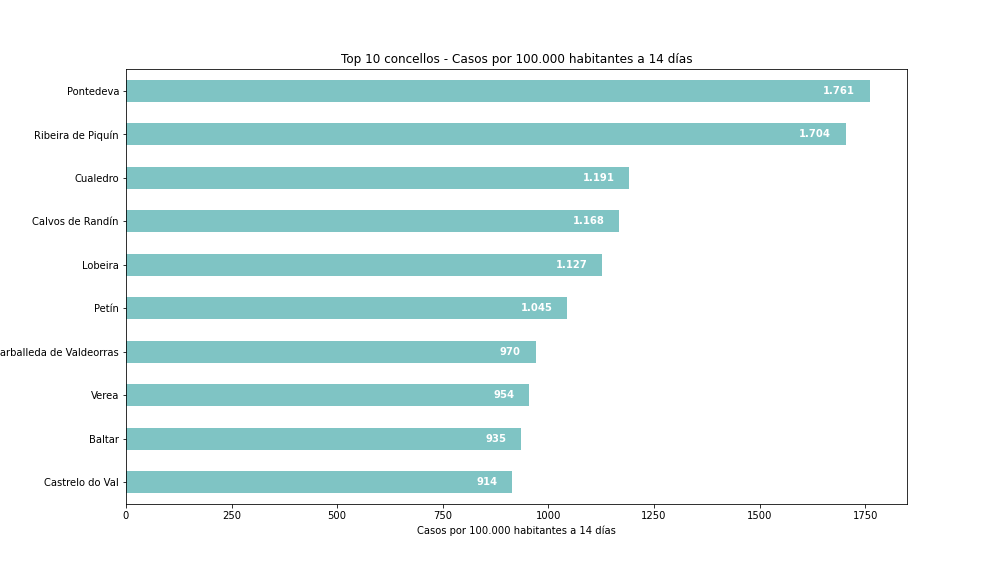 Top 10 concellos - Casos por 100.000 habitantes a 14 días
Pontedeva 1.761
Ribeira de Piquín 1.704
Cualedro 1.191
Calvos de Randín 1.168
Lobeira 1.127
Petín 1.045
arballeda de Valdeorras 970
Verea 954
Baltar 935
Castrelo do Val 914
0 250 500 750 1000 1250 1500 1750
Casos por 100.000 habitantes a 14 días